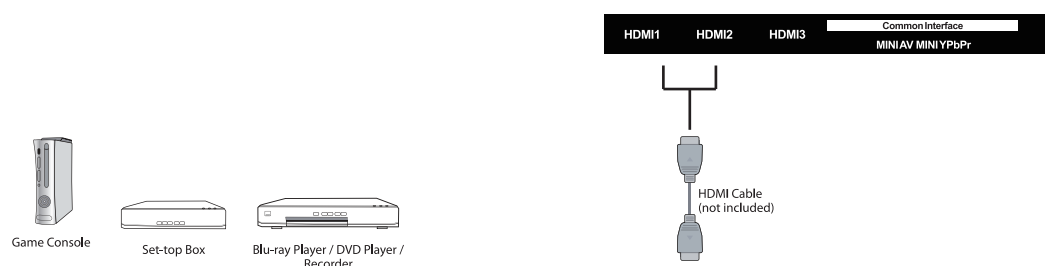 HDMI1 HDMI2 HDMI3 Common Interface
MINI AV MINI YPbPr
HDMI Cable
(not included)
Game Console
Set-top Box
Blu-ray Player / DVD Player /
Recorder